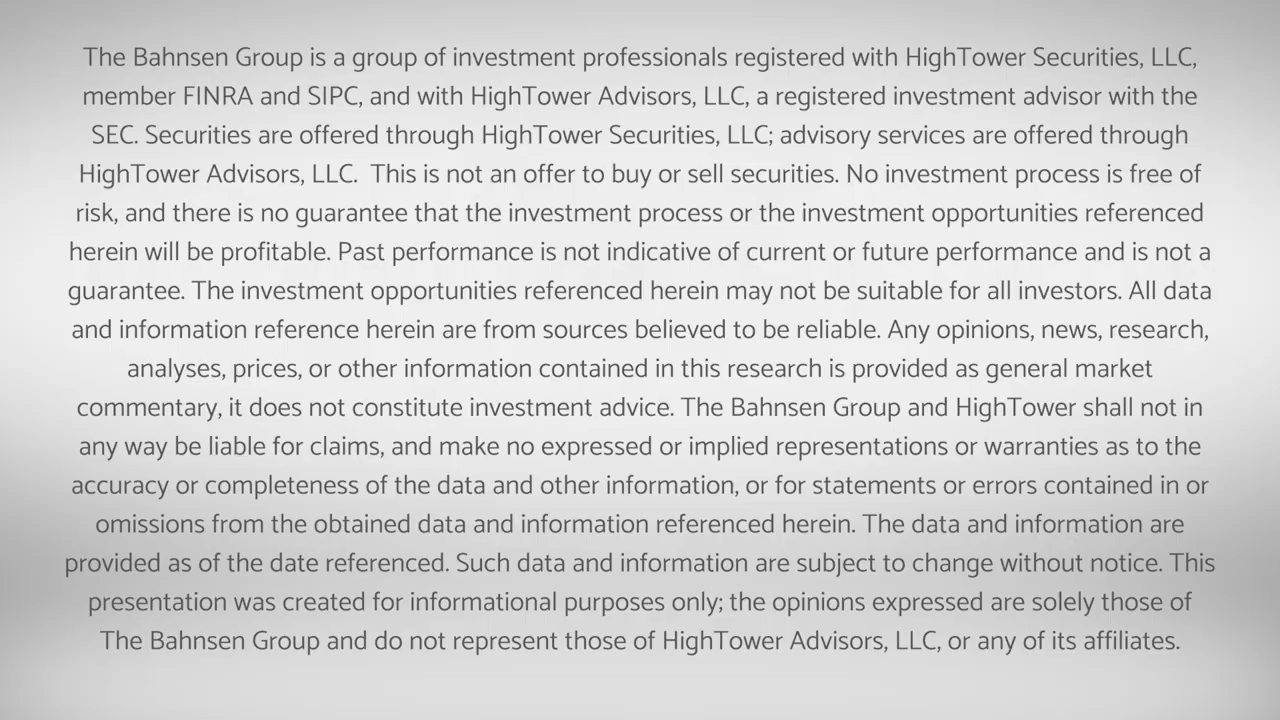 The Bahnsen Group is a group of investment professionals registered with HighTower Securities, LLC,
member FINRA and SIPC, and with HighTower Advisors, LLC, a registered investment advisor with the
SEC. Securities are offered through HighTower Securities, LLC; advisory services are offered through
HighTower Advisors, LLC.  This is not an offer to buy or sell securities. No investment process is free of
risk, and there is no guarantee that the investment process or the investment opportunities referenced
herein will be profitable. Past performance is not indicative of current or future performance and is not a
guarantee. The investment opportunities referenced herein may not be suitable for all investors. All data
and information reference herein are from sources believed to be reliable. Any opinions, news, research,
analyses, prices, or other information contained in this research is provided as general market
commentary, it does not constitute investment advice. The Bahnsen Group and HighTower shall not in
any way be liable for claims, and make no expressed or implied representations or warranties as to the
accuracy or completeness of the data and other information, or for statements or errors contained in or
omissions from the obtained data and information referenced herein. The data and information are
provided as of the date referenced. Such data and information are subject to change without notice. This
presentation was created for informational purposes only; the opinions expressed are solely those of
The Bahnsen Group and do not represent those of HighTower Advisors, LLC, or any of its affiliates.